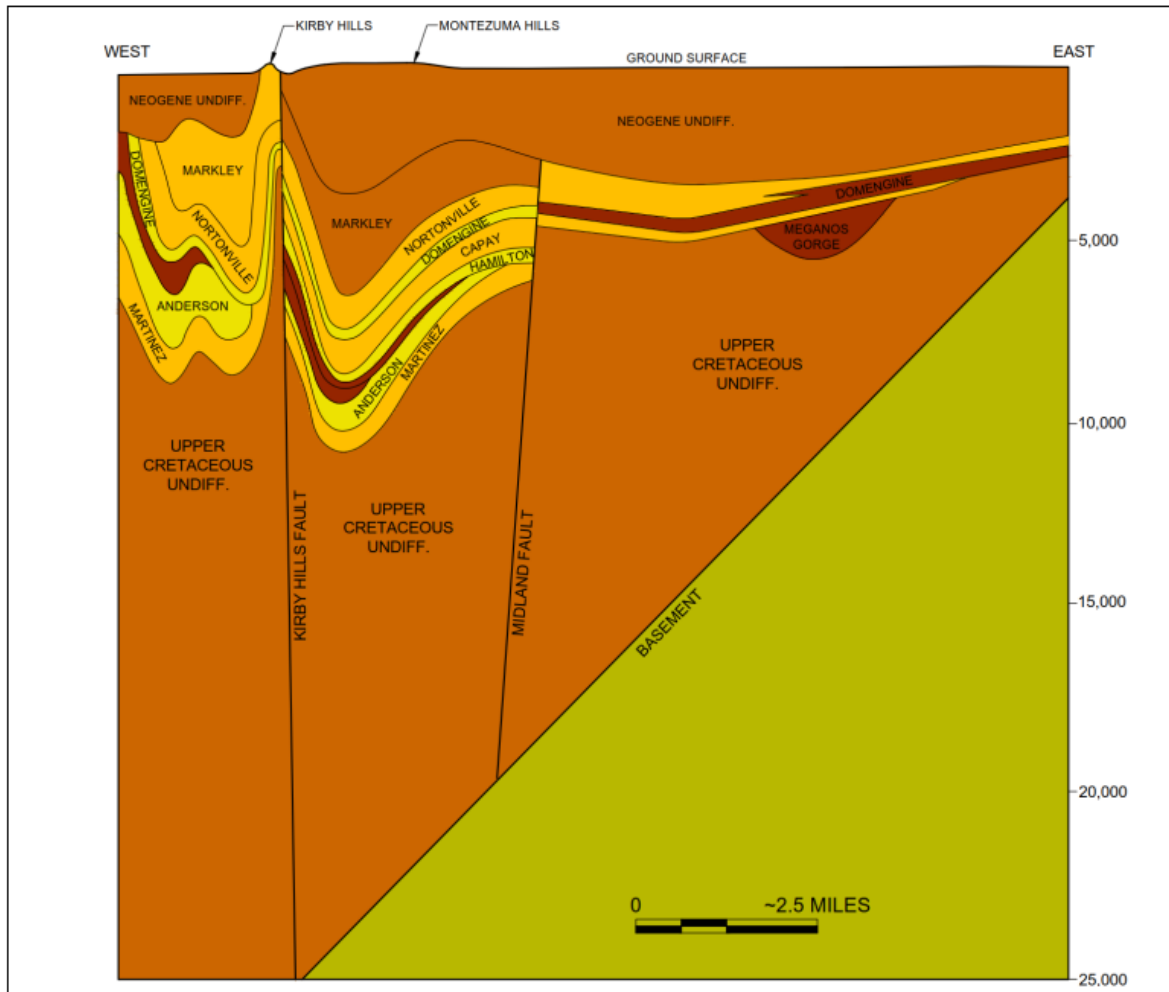 KIRBY HILLS
MONTEZUMA HILLS
WEST
GROUND SURFACE
EAST
NEOGENE UNDIFF.
NEOGENE UNDIFF.
MARKLEY
DOMENGINE
NORTONVILLE
ANDERSON
MARTINEZ
MARKLEY
NORTONVILLE
DOMENGINE
CAPAY
HAMILTON
ANDERSON
MARTINEZ
DOMENGINE
MEGANOS
GORGE
5,000
UPPER
CRETACEOUS
UNDIFF.
10,000
UPPER
CRETACEOUS
UNDIFF.
UPPER
CRETACEOUS
UNDIFF.
KIRBY HILLS FAULT
MIDLAND FAULT
BASEMENT
15,000
20,000
0 ~2.5 MILES
25.000